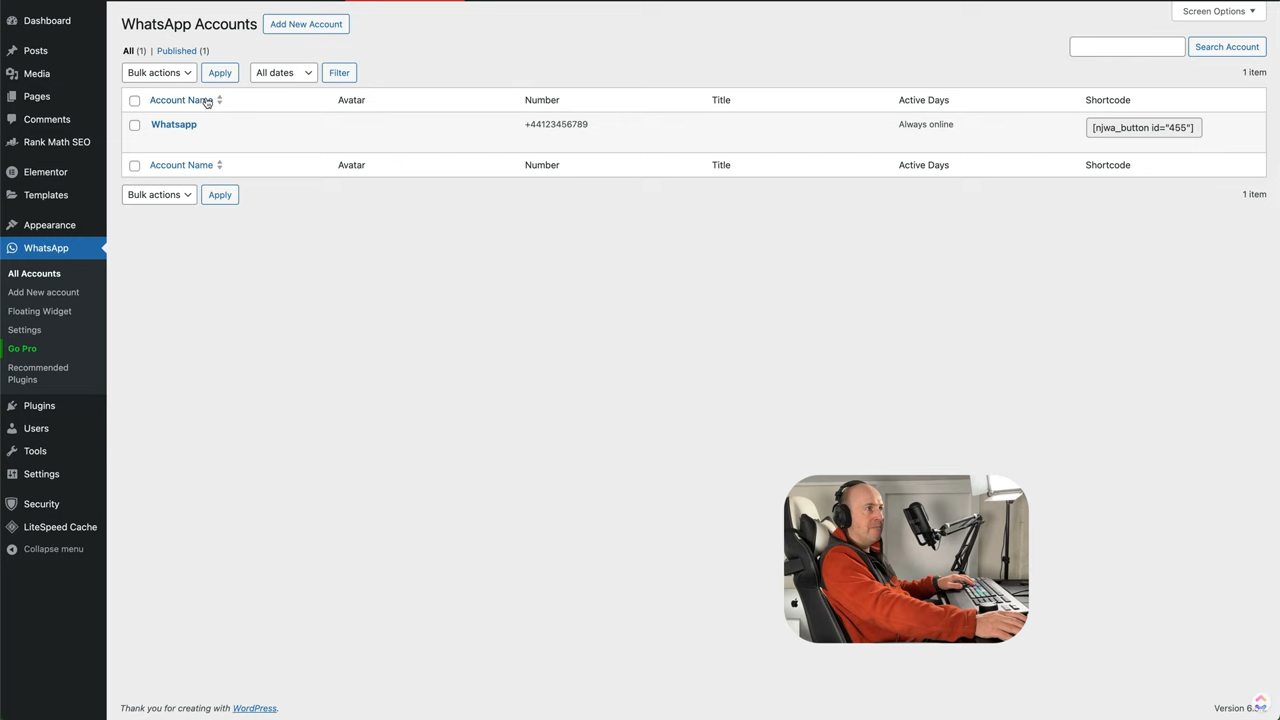 Screen Options ▼
Dashboard
WhatsApp Accounts
Add New Account
Posts
All (1) | Published (1)
Search Account
Media
Bulk actions
Apply
All dates
Filter
1 item
Pages
Account Name
Avatar
Number
Title
Active Days
Shortcode
Comments
Whatsapp
+44123456789
Always online
[njwa_button id="455"]
Rank Math SEO
Account Name
Avatar
Number
Title
Active Days
Shortcode
Elementor
Templates
Bulk actions
Apply
1 item
Appearance
WhatsApp
All Accounts
Add New account
Floating Widget
Settings
Go Pro
Recommended
Plugins
Plugins
Users
Tools
Settings
Security
LiteSpeed Cache
Collapse menu
Thank you for creating with WordPress.
Version